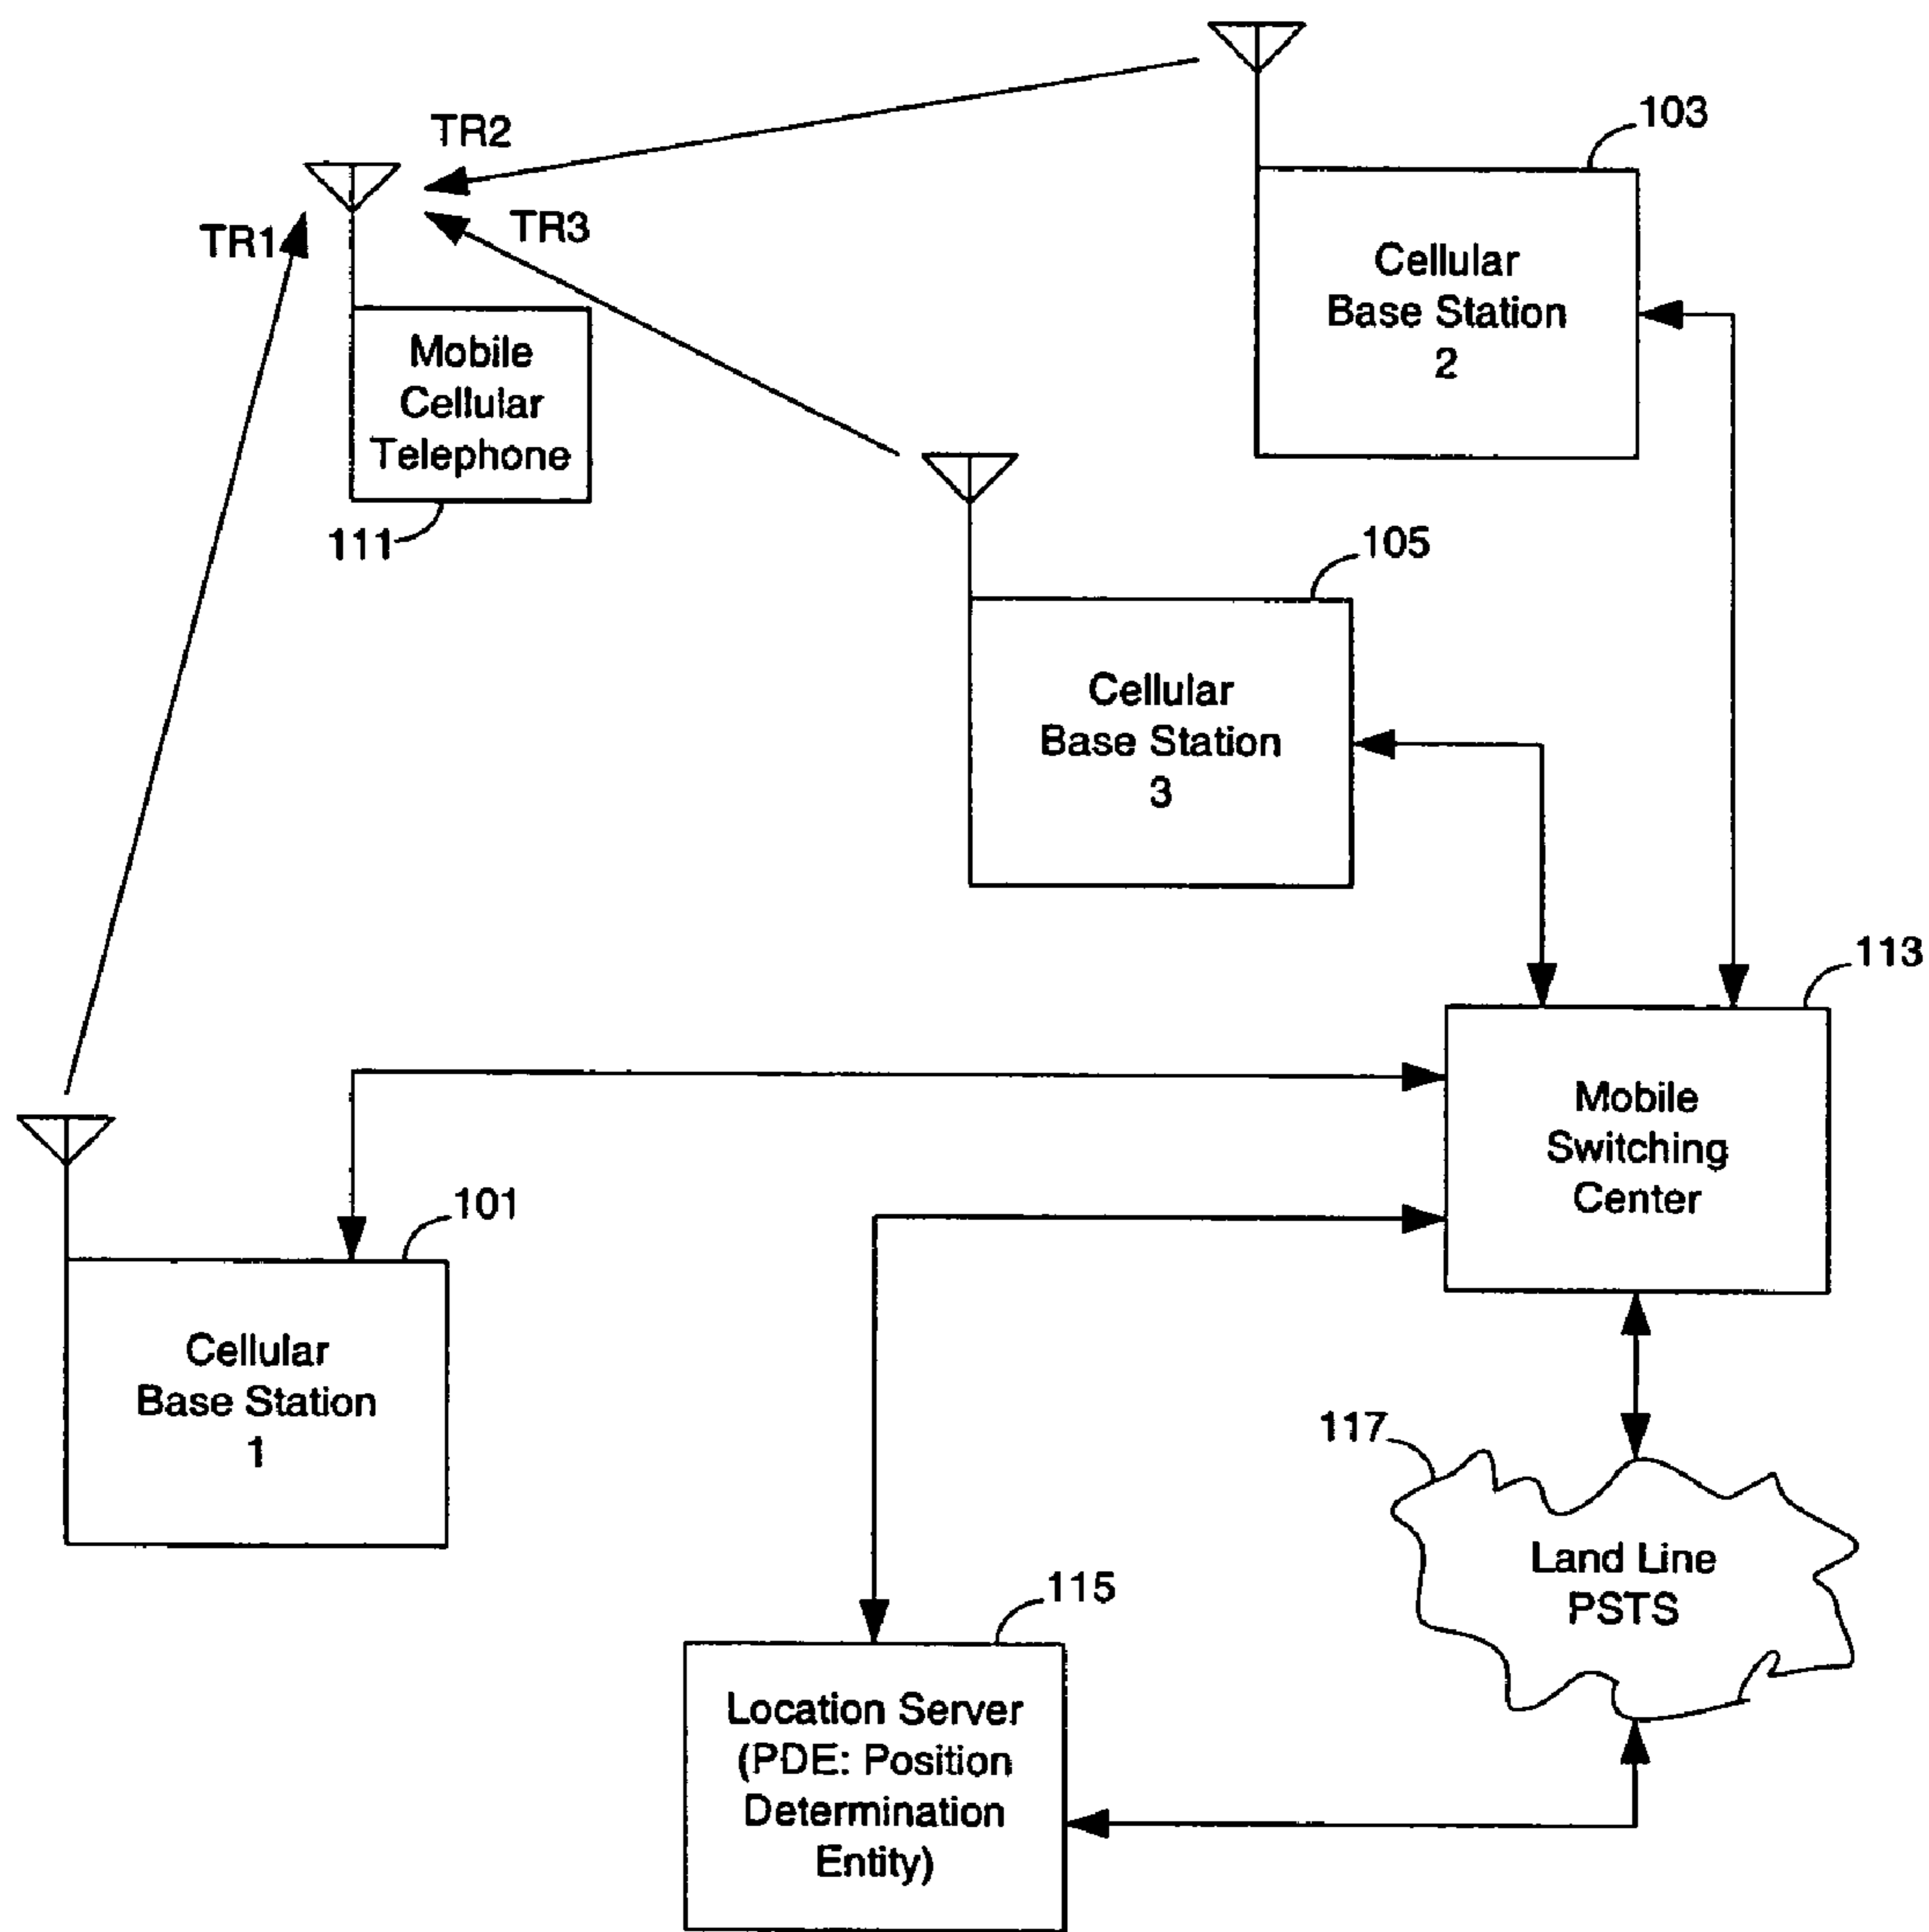 TR2
TR1
TR3
103
Cellular
Base Station
2
Mobile
Cellular
Telephone
111
105
Cellular
Base Station
3
113
Mobile
Switching
Center
101
Cellular
Base Station
1
117
Land Line
PSTS
115
Location Server
(PDE: Position
Determination
Entity)